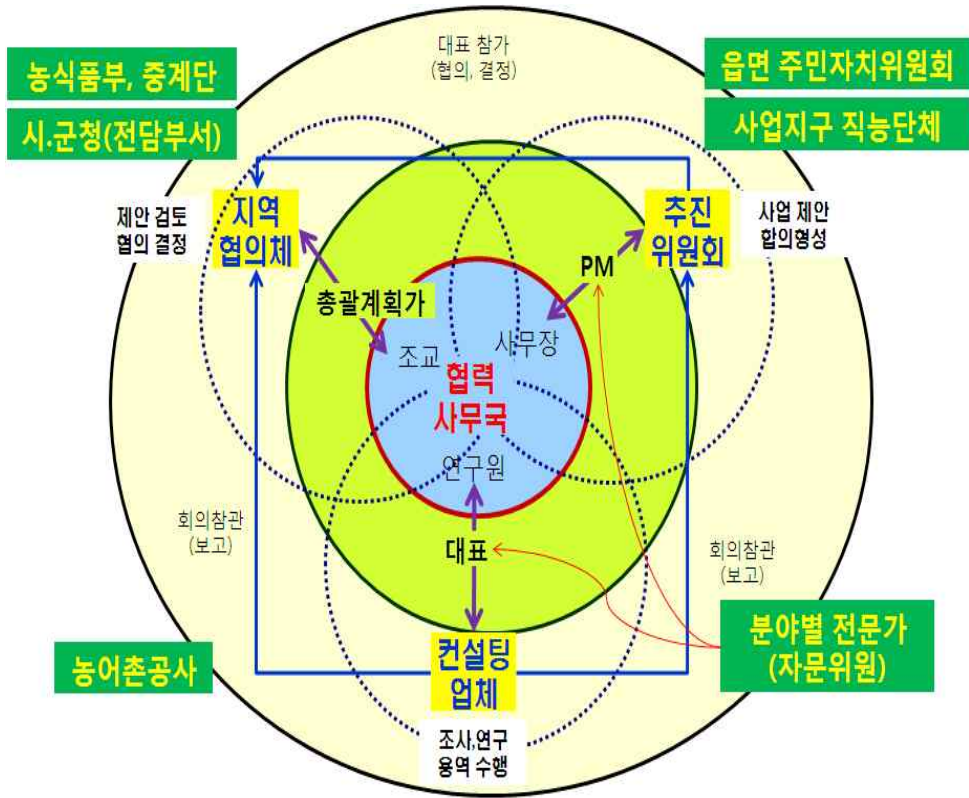 대표 참가
(협의, 결정)
농식품부, 중계단
시.군청(전담부서)
읍면 주민자치위원회
사업지구 직능단체
제안 검토
협의 결정
지역
협의체
추진
위원회
사업 제안
합의형성
PM
총괄계획가
조교
사무장
협력
사무국
연구원
회의참관
(보고)
대표
회의참관
(보고)
농어촌공사
컨설팅
업체
분야별 전문가
(자문위원)
조사,연구
용역 수행